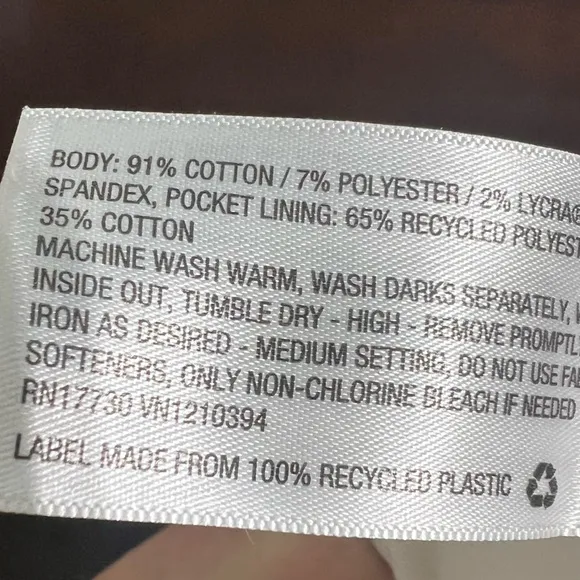 BODY: 91% COTTON / 7% POLYESTER / 2% LYCRA®
SPANDEX, POCKET LINING: 65% RECYCLED
35% COTTON
MACHINE WASH WARM, WASH DARKS SEPARATELY,
INSIDE OUT, TUMBLE DRY - HIGH - REMOVE PROMPTLY
IRON AS DESIRED - MEDIUM SETTING, DO NOT USE
SOFTENERS, ONLY NON-CHLORINE BLEACH IF NEEDED
RN17730 VN1210394
LABEL MADE FROM 100% RECYCLED PLASTIC